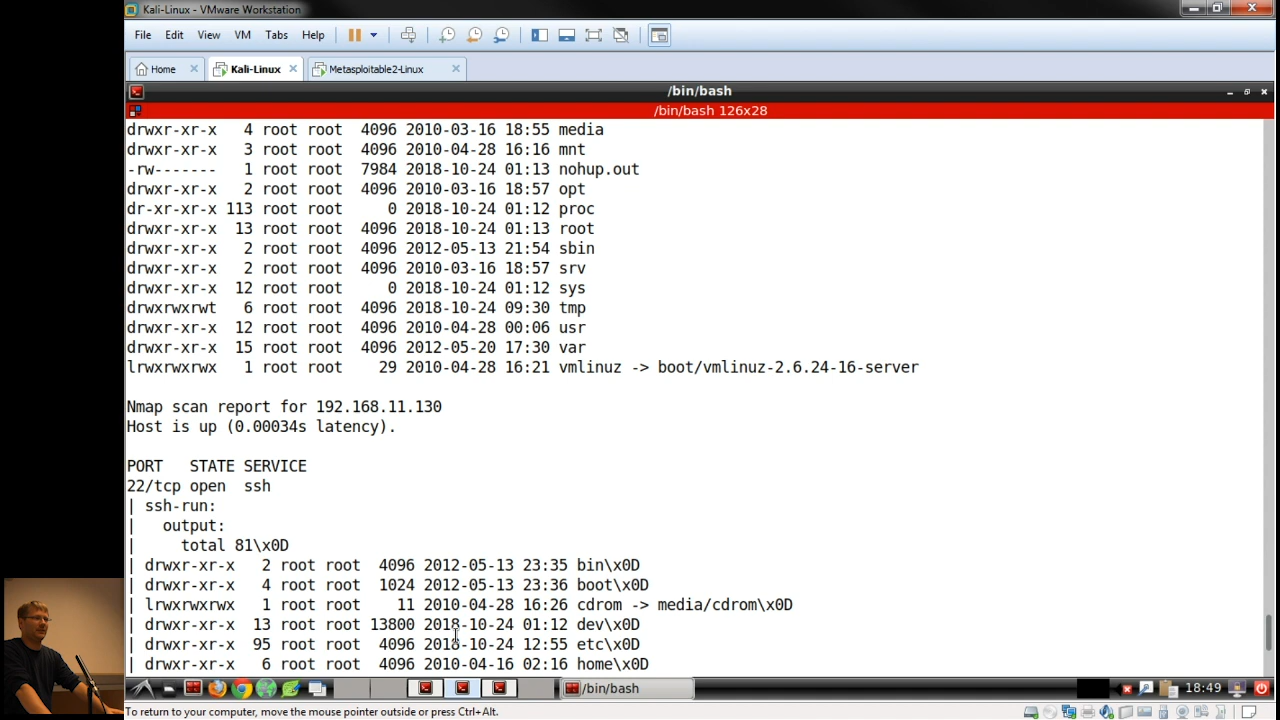 Kali-Linux - VMware Workstation
File Edit View VM Tabs Help
Home Kali-Linux Metasploitable2-Linux
/bin/bash
/bin/bash 126x28
drwxr-xr-x   4 root root  4096 2010-03-16 18:55 media
drwxr-xr-x   3 root root  4096 2010-04-28 16:16 mnt
-rw-------   1 root root  7984 2018-10-24 01:13 nohup.out
drwxr-xr-x   2 root root  4096 2010-03-16 18:57 opt
dr-xr-xr-x 113 root root     0 2018-10-24 01:12 proc
drwxr-xr-x  13 root root  4096 2018-10-24 01:13 root
drwxr-xr-x   2 root root  4096 2012-05-13 21:54 sbin
drwxr-xr-x   2 root root  4096 2010-03-16 18:57 srv
drwxr-xr-x  12 root root     0 2018-10-24 01:12 sys
drwxrwxrwt   6 root root  4096 2018-10-24 09:30 tmp
drwxr-xr-x  12 root root  4096 2010-04-28 00:06 usr
drwxr-xr-x  15 root root  4096 2012-05-20 17:30 var
lrwxrwxrwx   1 root root    29 2010-04-28 16:21 vmlinuz -> boot/vmlinuz-2.6.24-16-server
Nmap scan report for 192.168.11.130
Host is up (0.00034s latency).
PORT   STATE SERVICE
22/tcp open  ssh
| ssh-run:
|   output:
|     total 81\x0D
| drwxr-xr-x   2 root root  4096 2012-05-13 23:35 bin\x0D
| drwxr-xr-x   4 root root  1024 2012-05-13 23:36 boot\x0D
| lrwxrwxrwx   1 root root    11 2010-04-28 16:26 cdrom -> media/cdrom\x0D
| drwxr-xr-x  13 root root 13800 2018-10-24 01:12 dev\x0D
| drwxr-xr-x  95 root root  4096 2018-10-24 12:55 etc\x0D
| drwxr-xr-x   6 root root  4096 2010-04-16 02:16 home\x0D
/bin/bash 18:49
To return to your computer, move the mouse pointer outside or press Ctrl+Alt.